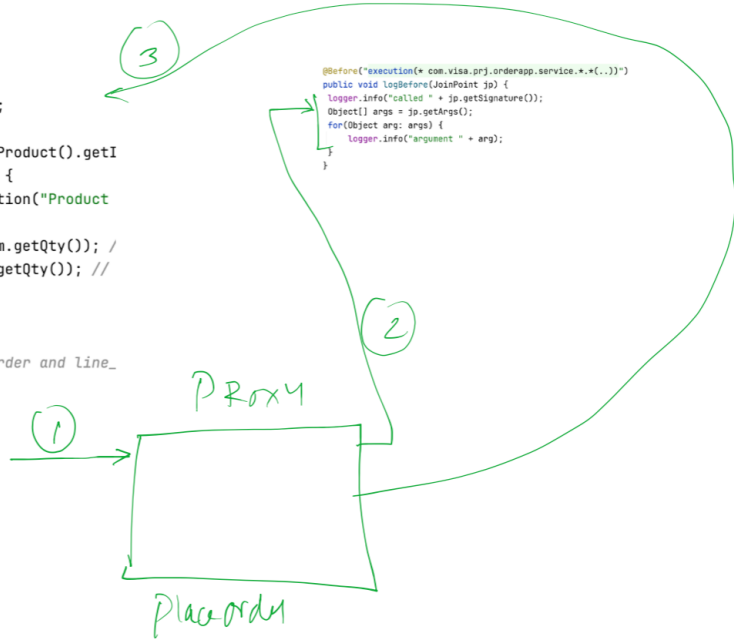 3
@Before("execution(* com.visa.prj.orderapp.service.*.*(..))")
public void logBefore(JoinPoint jp) {
logger.info("called " + jp.getSignature());
Object[] args = jp.getArgs();
for(Object arg: args) {
logger.info("argument " + arg);
}
}
;
Product().getI
{
tion("Product
m.getQty()); /
getQty()); //
rder and line_
2
PROXY
1